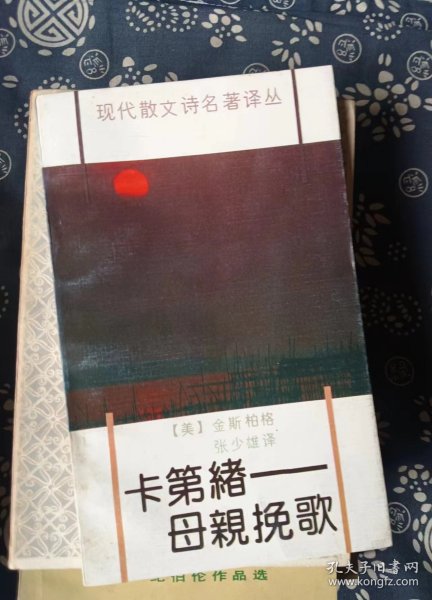 现代散文诗名著译丛
【美】金斯柏格
张少雄译
卡第緒——
母親挽歌
纪伯伦作品选
孔夫子旧书网
www.kongfz.com